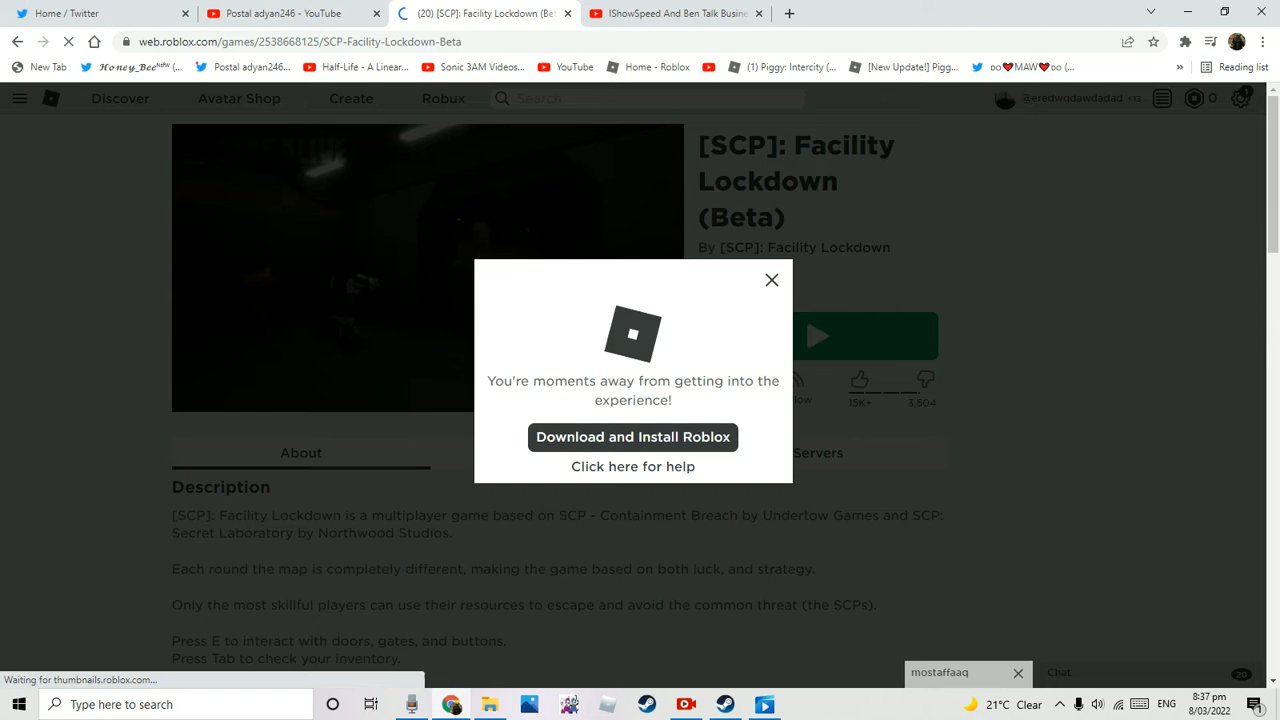 Home / Twitter
Postal adyan246 - YouTube
(20) [SCP]: Facility Lockdown (Be
IShowSpeed And Ben Talk Busine
web.roblox.com/games/2538668125/SCP-Facility-Lockdown-Beta
New Tab
𝓗𝓸𝓷𝓮𝔂_𝓑𝓮𝓮ᴺˢᶠᵂ (...
Postal adyan246...
Half-Life - A Linear...
Sonic 3AM Videos...
YouTube
Home - Roblox
(1) Piggy: Intercity (...
[New Update!] Pigg...
DO❤️MAW❤️DO (...
»
Reading list
Discover
Avatar Shop
Create
Robux
Search
@eredwqdawdadad <13
0
1
[SCP]: Facility
Lockdown
(Beta)
By [SCP]: Facility Lockdown
You're moments away from getting into the
experience!
Download and Install Roblox
Click here for help
15K+
3,504
About
Servers
Description
[SCP]: Facility Lockdown is a multiplayer game based on SCP - Containment Breach by Undertow Games and SCP:
Secret Laboratory by Northwood Studios.
Each round the map is completely different, making the game based on both luck, and strategy.
Only the most skillful players can use their resources to escape and avoid the common threat (the SCPs).
Press E to interact with doors, gates, and buttons.
Press Tab to check your inventory.
mostaffaaq
Chat
20
Waiting for thumbnails.roblox.com...
Type here to search
21°C Clear
ENG
8:37 pm
8/03/2022
1